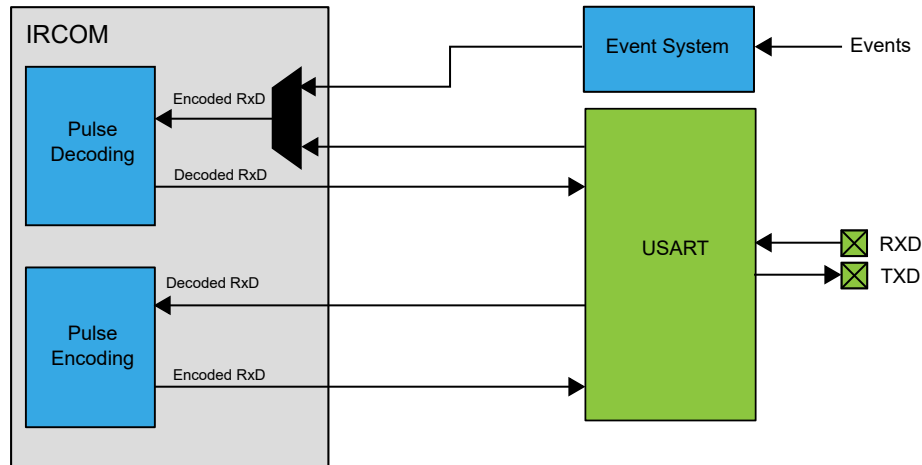 IRCOM
Event System
Events
Encoded RxD
Pulse
Decoding
Decoded RxD
USART
RXD
TXD
Decoded RxD
Pulse
Encoding
Encoded RxD